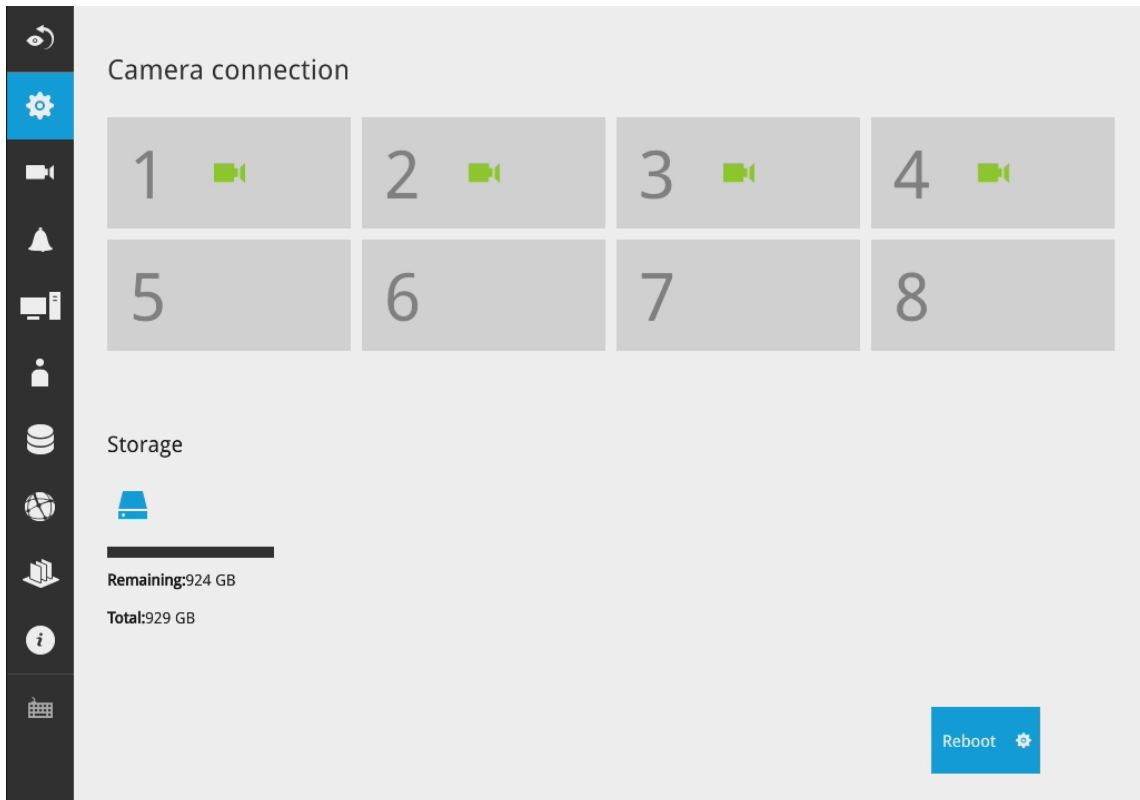 Camera connection
1 2 3 4
5 6 7 8
Storage
Remaining:924 GB
Total:929 GB
i
Reboot